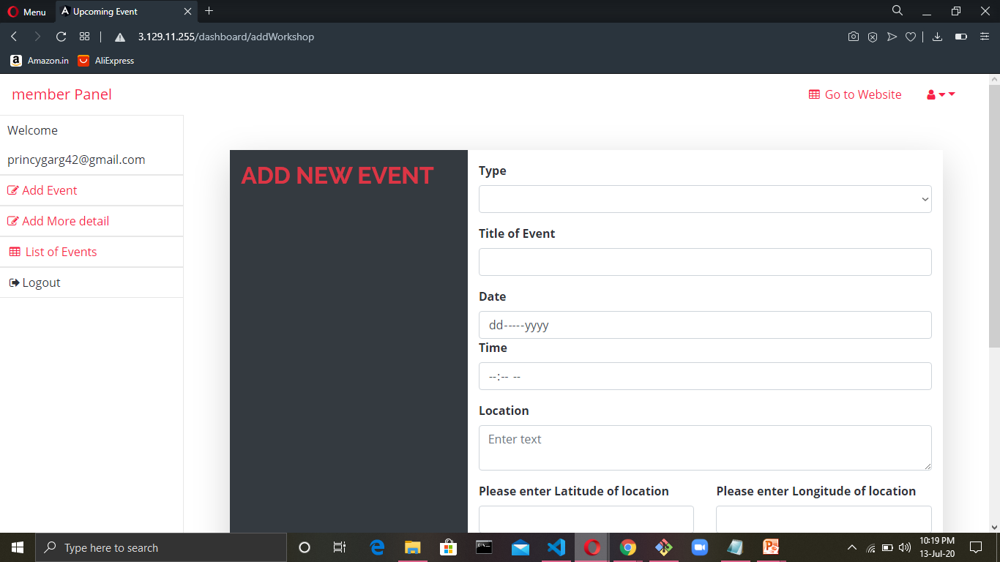 Menu
Upcoming Event
3.129.11.255/dashboard/addWorkshop
Amazon.in
AliExpress
member Panel
Go to Website
Welcome
princygarg42@gmail.com
Add Event
Add More detail
List of Events
Logout
ADD NEW EVENT
Type
Title of Event
Date
dd-----yyyy
Time
--:-- --
Location
Enter text
Please enter Latitude of location
Please enter Longitude of location
Type here to search
10:19 PM
13-Jul-20